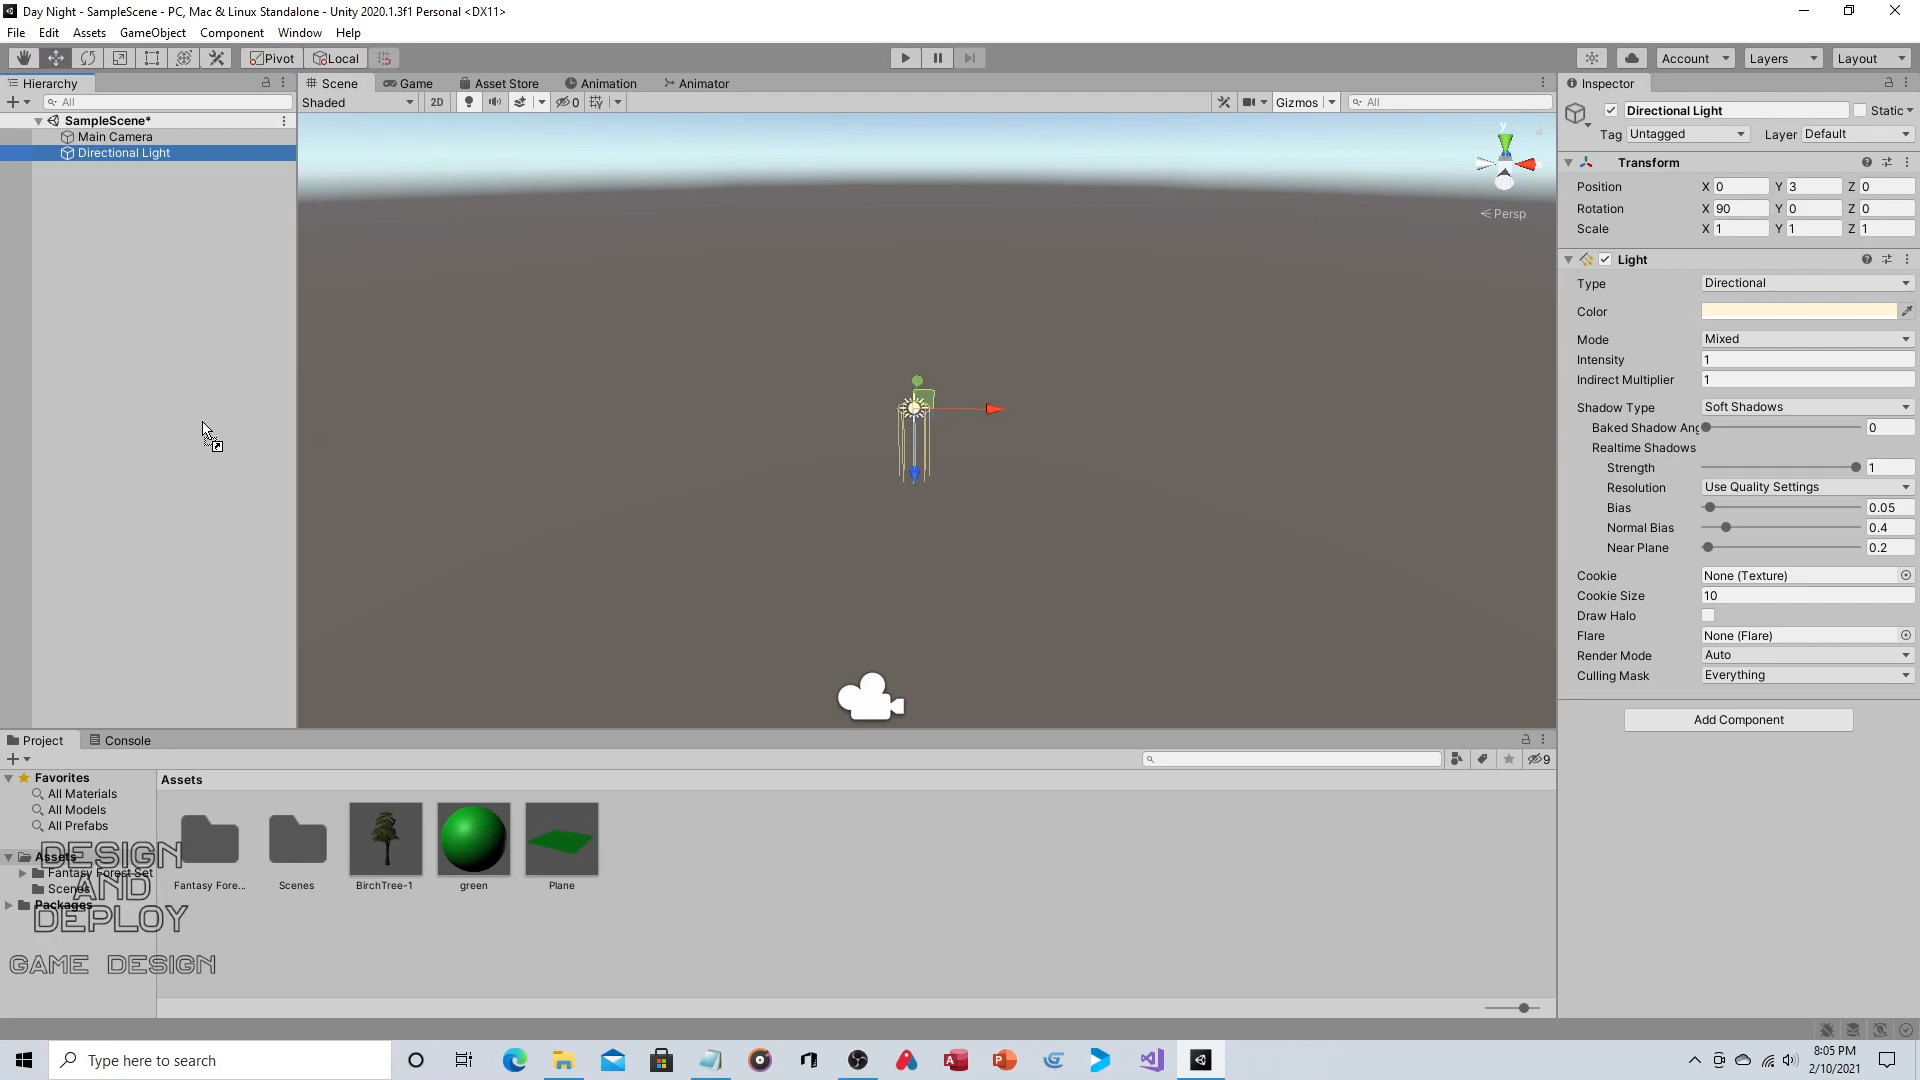 Day Night - SampleScene - PC, Mac & Linux Standalone - Unity 2020.1.3f1 Personal <DX11>
File Edit Assets GameObject Component Window Help
Pivot Local Account Layers Layout
Hierarchy
All
SampleScene*
Main Camera
Directional Light
Scene Game Asset Store Animation Animator
Shaded 2D 0 Gizmos All
y
Persp
Inspector
Directional Light Static
Tag Untagged Layer Default
Transform
Position X 0 Y 3 Z 0
Rotation X 90 Y 0 Z 0
Scale X 1 Y 1 Z 1
Light
Type Directional
Color
Mode Mixed
Intensity 1
Indirect Multiplier 1
Shadow Type Soft Shadows
Baked Shadow Ang 0
Realtime Shadows
Strength 1
Resolution Use Quality Settings
Bias 0.05
Normal Bias 0.4
Near Plane 0.2
Cookie None (Texture)
Cookie Size 10
Draw Halo
Flare None (Flare)
Render Mode Auto
Culling Mask Everything
Add Component
Project Console
9
Favorites
All Materials
All Models
All Prefabs
Assets
Fantasy Forest Set
Scenes
Packages
Assets
Fantasy Fore... Scenes BirchTree-1 green Plane
DESIGN
AND
DEPLOY
GAME DESIGN
Type here to search
8:05 PM
2/10/2021